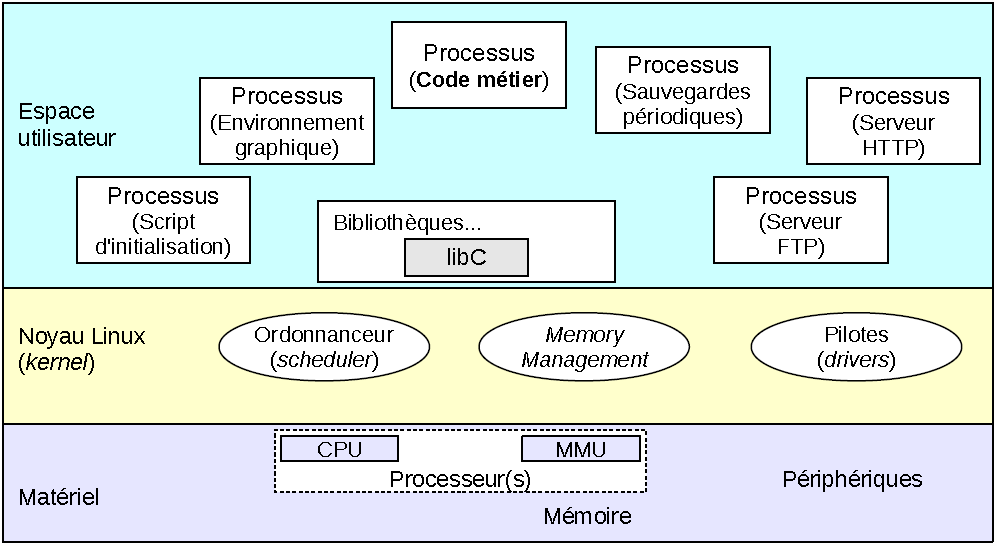 Espace
utilisateur
Processus
(Script
d'initialisation)
Processus
(Environnement
graphique)
Processus
(Code métier)
Processus
(Sauvegardes
périodiques)
Processus
(Serveur
HTTP)
Processus
(Serveur
FTP)
Bibliothèques...
libC
Noyau Linux
(kernel)
Ordonnanceur
(scheduler)
Memory
Management
Pilotes
(drivers)
Matériel
CPU
MMU
Processeur(s)
Mémoire
Périphériques